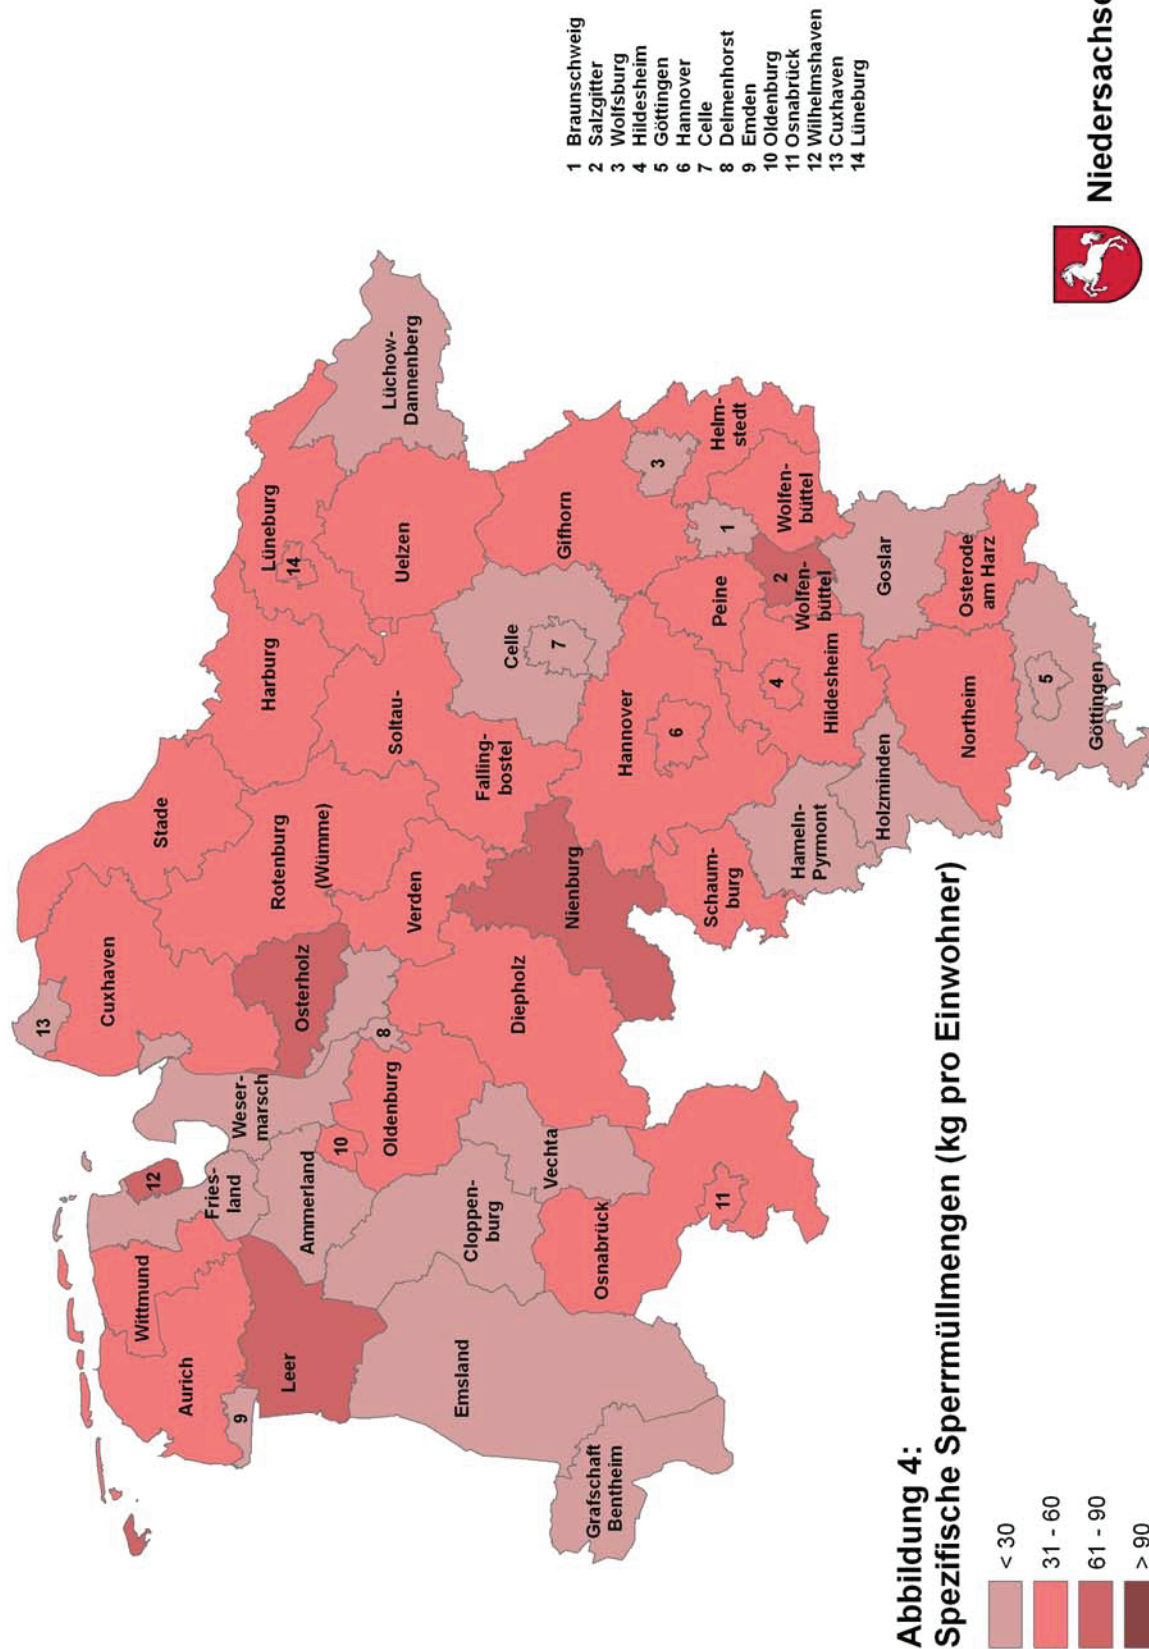 13
Cuxhaven
Stade
12
Weser-
marsch
Osterholz
Rotenburg
(Wümme)
Harburg
Lüneburg
14
Wittmund
Fries-
land
Aurich
9
Leer
Ammerland
10
Oldenburg
8
Verden
Soltau-
Falling-
bostel
Uelzen
Lüchow-
Dannenberg
Emsland
Cloppen-
burg
Vechta
Diepholz
Nienburg
Celle
7
Gifhorn
Grafschaft
Bentheim
Osnabrück
11
Schaum-
burg
Hannover
6
Peine
1
3
Helm-
stedt
Hameln-
Pyrmont
Hildesheim
4
2
Wolfen-
büttel
Wolfen-
büttel
Holzminden
Northeim
Goslar
Osterode
am Harz
Göttingen
5
1 Braunschweig
2 Salzgitter
3 Wolfsburg
4 Hildesheim
5 Göttingen
6 Hannover
7 Celle
8 Delmenhorst
9 Emden
10 Oldenburg
11 Osnabrück
12 Wilhelmshaven
13 Cuxhaven
14 Lüneburg
Abbildung 4:
Spezifische Sperrmüllmengen (kg pro Einwohner)
< 30
31 - 60
61 - 90
> 90
Niedersachse